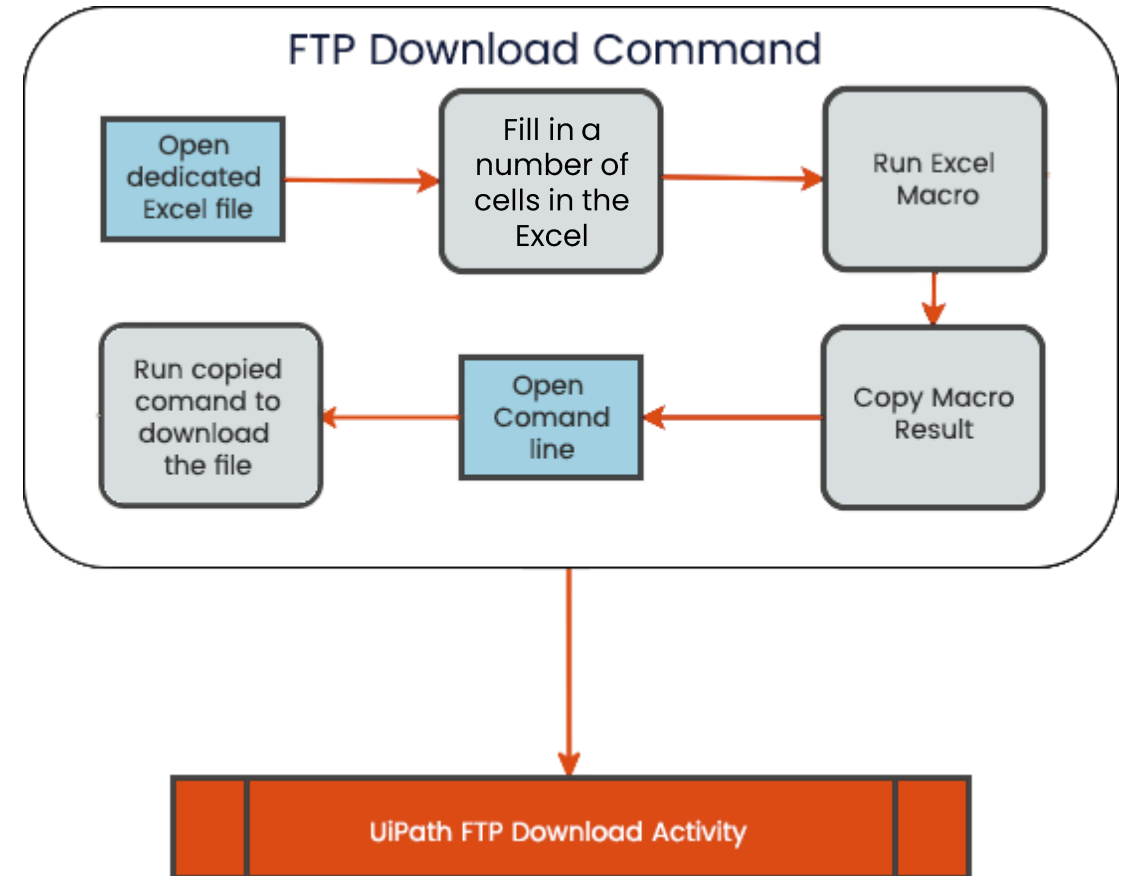 FTP Download Command
Open
dedicated
Excel file
Fill in a
number of
cells in the
Excel
Run Excel
Macro
Copy Macro
Result
Open
Comand
line
Run copied
comand to
download
the file
UiPath FTP Download Activity